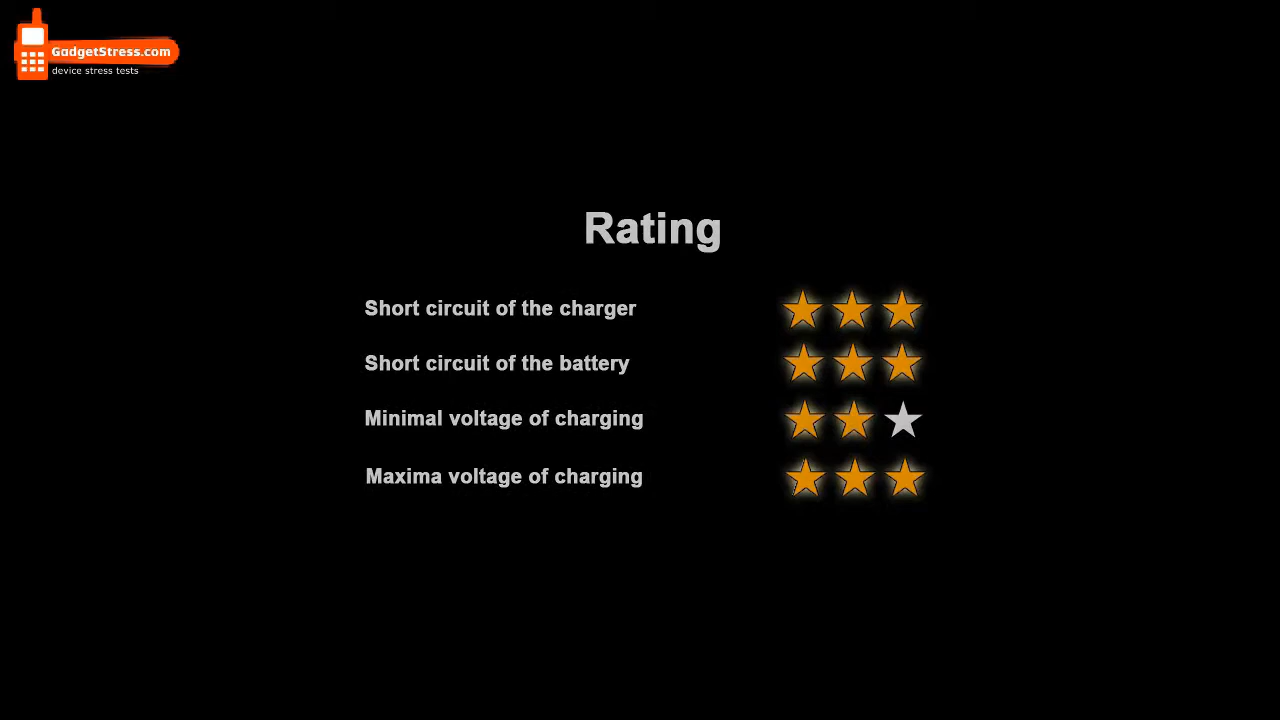 GadgetStress.com
device stress tests
Rating
Short circuit of the charger
Short circuit of the battery
Minimal voltage of charging
Maxima voltage of charging